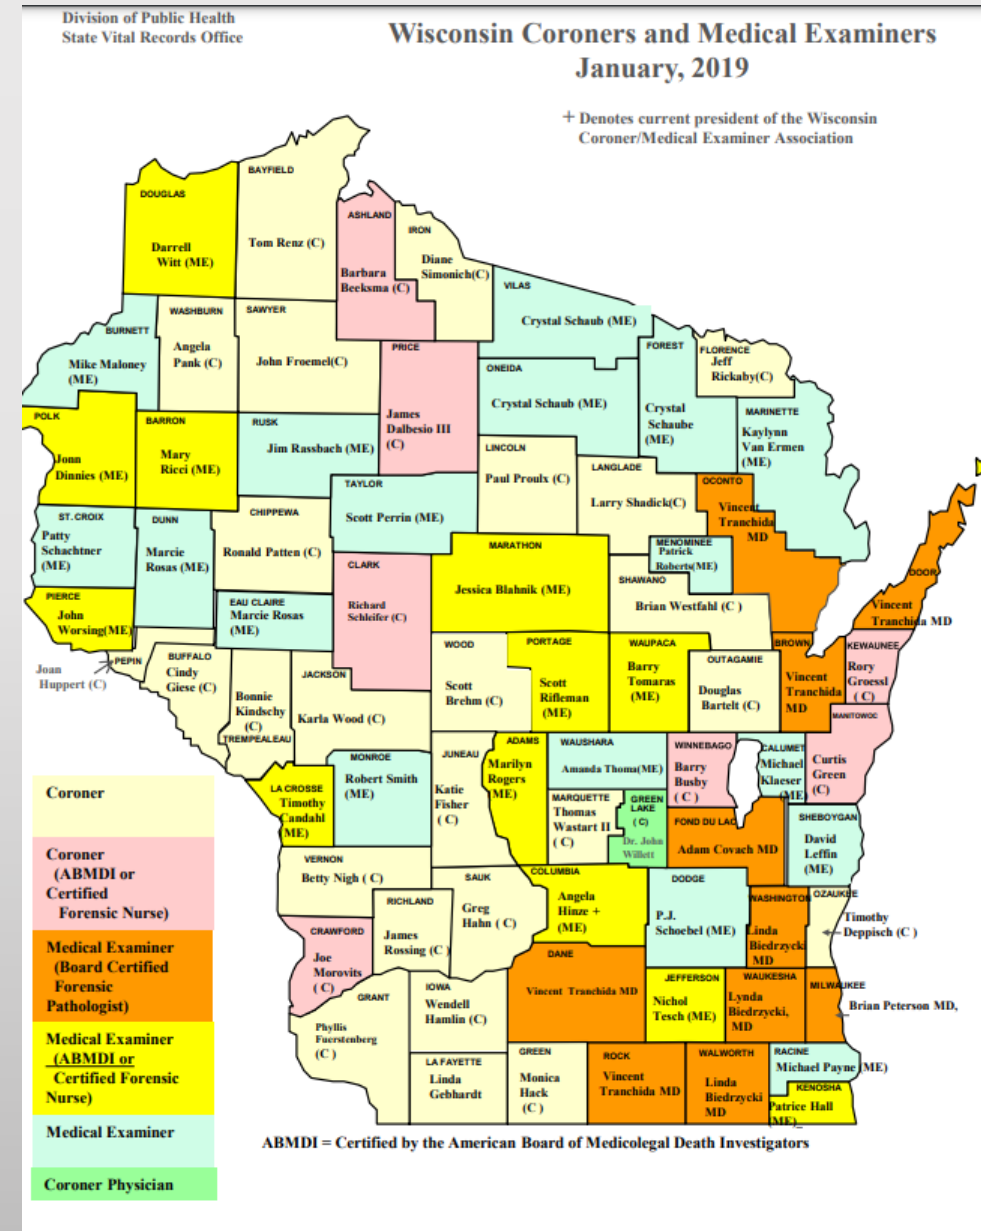 Division of Public Health
State Vital Records Office
Wisconsin Coroners and Medical Examiners
January, 2019
+ Denotes current president of the Wisconsin
Coroner/Medical Examiner Association
DOUGLAS
Darrell
Witt (ME)
BAYFIELD
Tom Renz (C)
ASHLAND
Barbara
Beeksma (C)
IRON
Diane
Simonich(C)
VILAS
Crystal Schaub (ME)
BURNETT
Mike Maloney
(ME)
WASHBURN
Angela
Pank (C)
SAWYER
John Froemel(C)
PRICE
James
Dalbesio III
(C)
ONEIDA
Crystal Schaub (ME)
FOREST
Crystal
Schaube
(ME)
FLORENCE
Jeff
Rickaby(C)
MARINETTE
Kaylynn
Van Ermen
(ME)
POLK
Jonn
Dinnies (ME)
BARRON
Mary
Ricci (ME)
RUSK
Jim Rassbach (ME)
LINCOLN
Paul Proulx (C)
LANGLADE
Larry Shadick(C)
OCONTO
Vincent
Tranchida
MD
TAYLOR
Scott Perrin (ME)
ST. CROIX
Patty
Schachtner
(ME)
DUNN
Marcie
Rosas (ME)
CHIPPEWA
Ronald Patten (C)
CLARK
Richard
Schleifer (C)
MARATHON
Jessica Blahnik (ME)
MENOMINEE
Patrick
Roberts(ME)
SHAWANO
Brian Westfahl (C )
DOOR
Vincent
Tranchida MD
PIERCE
John
Worsing(ME)
EAU CLAIRE
Marcie Rosas
(ME)
PEPIN
Joan
Huppert (C)
BUFFALO
Cindy
Giese (C)
Bonnie
Kindschy
(C)
TREMPEALEAU
JACKSON
Karla Wood (C)
WOOD
Scott
Brehm (C)
PORTAGE
Scott
Rifleman
(ME)
WAUPACA
Barry
Tomaras
(ME)
OUTAGAMIE
Douglas
Bartelt (C)
BROWN
Vincent
Tranchida
MD
KEWAUNEE
Rory
Groessl
( C)
MANITOWOC
Curtis
Green
(C)
LA CROSSE
Timothy
Candahl
(ME)
MONROE
Robert Smith
(ME)
JUNEAU
Katie
Fisher
( C)
ADAMS
Marilyn
Rogers
(ME)
WAUSHARA
Amanda Thoma(ME)
WINNEBAGO
Barry
Busby
( C )
CALUMET
Michael
Klaeser
(ME)
MARQUETTE
Thomas
Wastart II
( C)
GREEN
LAKE
( C)
Dr. John
Willett
FOND DU LAC
Adam Covach MD
SHEBOYGAN
David
Leffin
(ME)
VERNON
Betty Nigh ( C)
SAUK
Greg
Hahn ( C)
COLUMBIA
Angela
Hinze +
(ME)
DODGE
P.J.
Schoebel (ME)
WASHINGTON
Linda
Biedrzycki
MD
OZAUKEE
Timothy
Deppisch (C )
CRAWFORD
Joe
Morovits
( C)
RICHLAND
James
Rossing (C )
DANE
Vincent Tranchida MD
JEFFERSON
Nichol
Tesch (ME)
WAUKESHA
Lynda
Biedrzycki,
MD
MILWAUKEE
Brian Peterson MD,
GRANT
Phyllis
Fuerstenberg
(C )
IOWA
Wendell
Hamlin (C)
LA FAYETTE
Linda
Gebhardt
GREEN
Monica
Hack
(C )
ROCK
Vincent
Tranchida MD
WALWORTH
Linda
Biedrzycki
MD
RACINE
Michael Payne (ME)
KENOSHA
Patrice Hall
(ME)_
Coroner
Coroner
(ABMDI or
Certified
Forensic Nurse)
Medical Examiner
(Board Certified
Forensic
Pathologist)
Medical Examiner
(ABMDI or
Certified Forensic
Nurse)
Medical Examiner
Coroner Physician
ABMDI = Certified by the American Board of Medicolegal Death Investigators